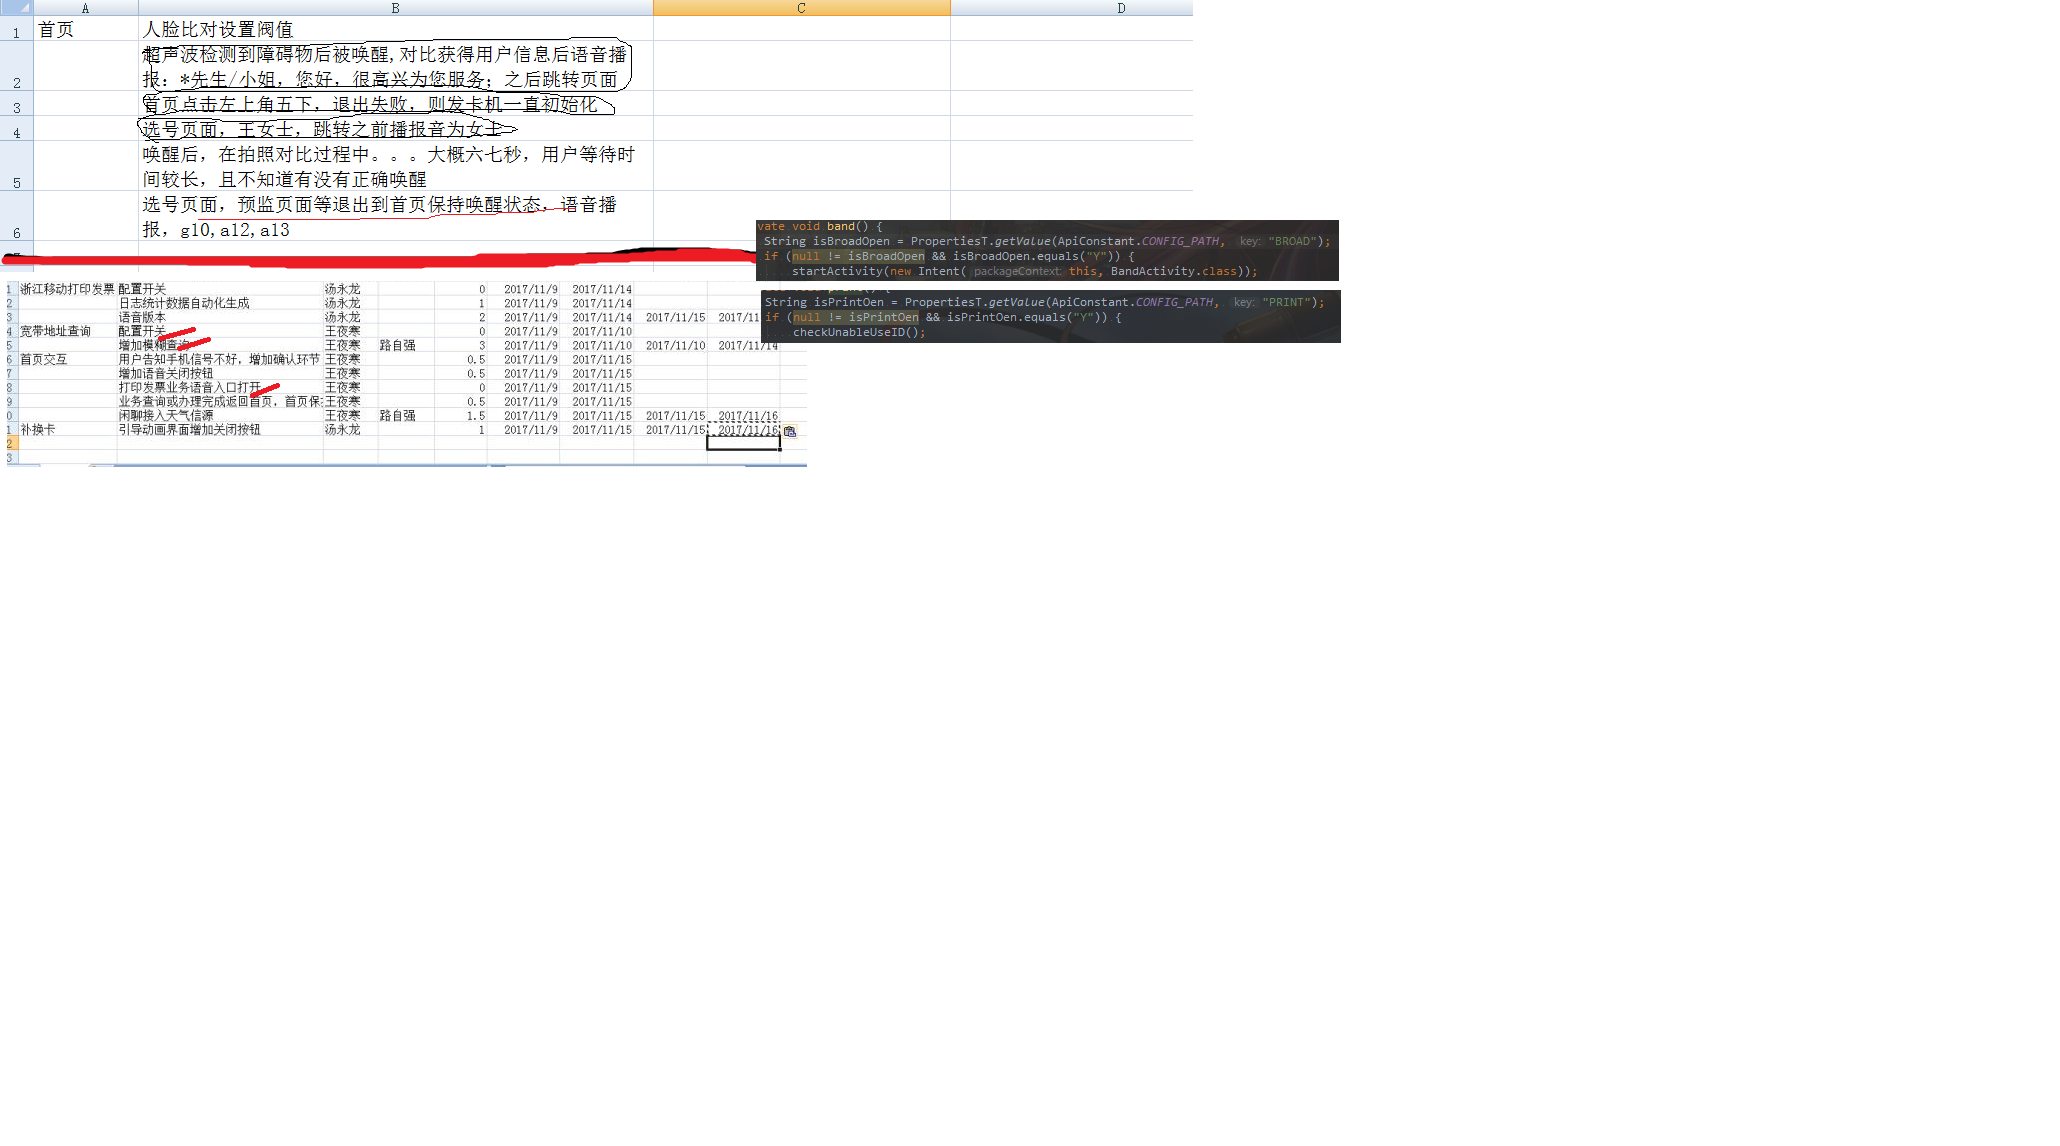 A B C D
1 首页 人脸比对设置阀值
2 超声波检测到障碍物后被唤醒,对比获得用户信息后语音播
报：*先生/小姐，您好，很高兴为您服务；之后跳转页面
3 首页点击左上角五下，退出失败，则发卡机一直初始化
4 选号页面，王女士，跳转之前播报音为女士
5 唤醒后，在拍照对比过程中。。。大概六七秒，用户等待时
间较长，且不知道有没有正确唤醒
6 选号页面，预监页面等退出到首页保持唤醒状态，语音播
报，g10,a12,a13
vate void band() {
String isBroadOpen = PropertiesT.getValue(ApiConstant.CONFIG_PATH, key: "BROAD");
if (null != isBroadOpen && isBroadOpen.equals("Y")) {
startActivity(new Intent( packageContext: this, BandActivity.class));
String isPrintOen = PropertiesT.getValue(ApiConstant.CONFIG_PATH, key: "PRINT");
if (null != isPrintOen && isPrintOen.equals("Y")) {
checkUnableUseID();
1 浙江移动打印发票 配置开关 汤永龙 0 2017/11/9 2017/11/14
2 日志统计数据自动化生成 汤永龙 1 2017/11/9 2017/11/14
3 语音版本 汤永龙 2 2017/11/9 2017/11/14 2017/11/15 2017/11
4 宽带地址查询 配置开关 王夜寒 0 2017/11/9 2017/11/10
5 增加模糊查询 王夜寒 路自强 3 2017/11/9 2017/11/10 2017/11/10 2017/11/14
6 首页交互 用户告知手机信号不好，增加确认环节 王夜寒 0.5 2017/11/9 2017/11/15
7 增加语音关闭按钮 王夜寒 0.5 2017/11/9 2017/11/15
8 打印发票业务语音入口打开 王夜寒 0 2017/11/9 2017/11/15
9 业务查询或办理完成返回首页，首页保 王夜寒 0.5 2017/11/9 2017/11/15
0 闲聊接入天气信源 王夜寒 路自强 1.5 2017/11/9 2017/11/15 2017/11/15 2017/11/16
1 补换卡 引导动画界面增加关闭按钮 汤永龙 1 2017/11/9 2017/11/15 2017/11/15 2017/11/16
2
3